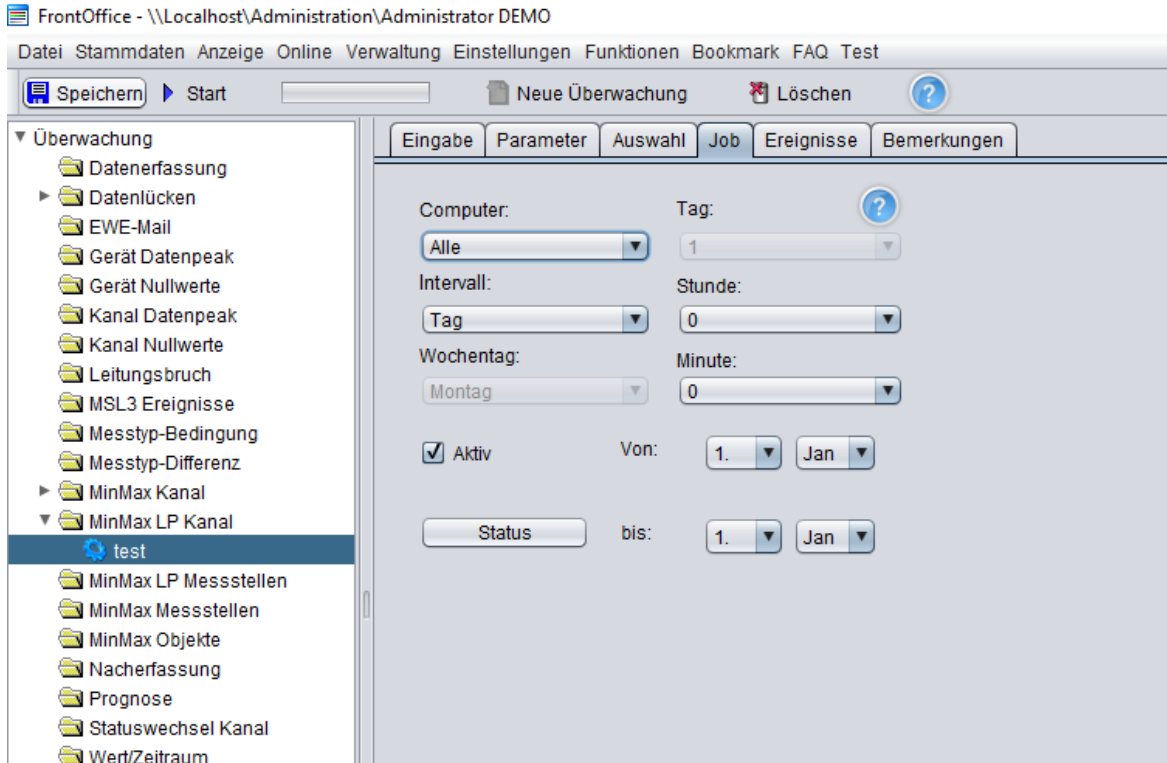 FrontOffice - \\Localhost\Administration\Administrator DEMO
Datei Stammdaten Anzeige Online Verwaltung Einstellungen Funktionen Bookmark FAQ Test
Speichern Start Neue Überwachung Löschen ?
Überwachung
Datenerfassung
Datenlücken
EWE-Mail
Gerät Datenpeak
Gerät Nullwerte
Kanal Datenpeak
Kanal Nullwerte
Leitungsbruch
MSL3 Ereignisse
Messtyp-Bedingung
Messtyp-Differenz
MinMax Kanal
MinMax LP Kanal
test
MinMax LP Messstellen
MinMax Messstellen
MinMax Objekte
Nacherfassung
Prognose
Statuswechsel Kanal
Wert/Zeitraum
Eingabe Parameter Auswahl Job Ereignisse Bemerkungen
Computer: Tag: ?
Alle 1
Intervall: Stunde:
Tag 0
Wochentag: Minute:
Montag 0
Aktiv Von: 1. Jan
Status bis: 1. Jan